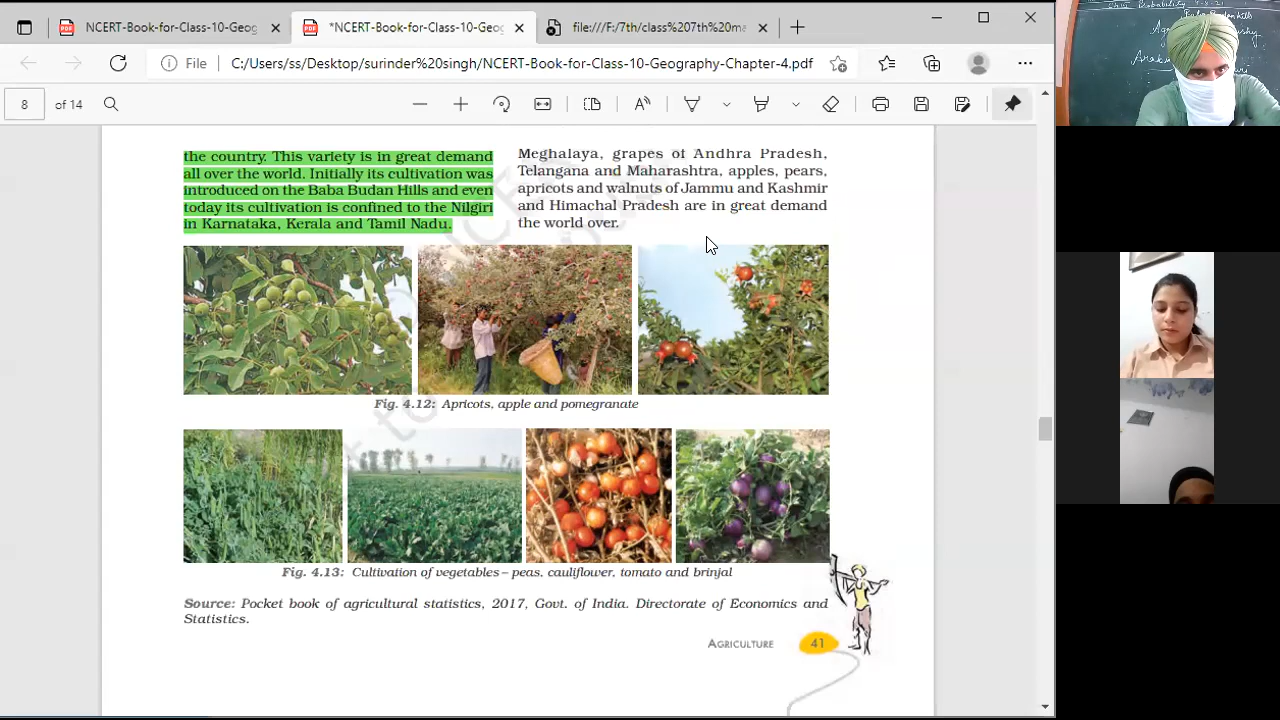 NCERT-Book-for-Class-10-Geog
*NCERT-Book-for-Class-10-Geog
file:///F:/7th/class%207th%20ma
File
C:/Users/ss/Desktop/surinder%20singh/NCERT-Book-for-Class-10-Geography-Chapter-4.pdf
8 of 14
the country. This variety is in great demand
all over the world. Initially its cultivation was
introduced on the Baba Budan Hills and even
today its cultivation is confined to the Nilgiri
in Karnataka, Kerala and Tamil Nadu.
Meghalaya, grapes of Andhra Pradesh,
Telangana and Maharashtra, apples, pears,
apricots and walnuts of Jammu and Kashmir
and Himachal Pradesh are in great demand
the world over.
Fig. 4.12: Apricots, apple and pomegranate
Fig. 4.13: Cultivation of vegetables – peas, cauliflower, tomato and brinjal
Source: Pocket book of agricultural statistics, 2017, Govt. of India. Directorate of Economics and
Statistics.
AGRICULTURE 41